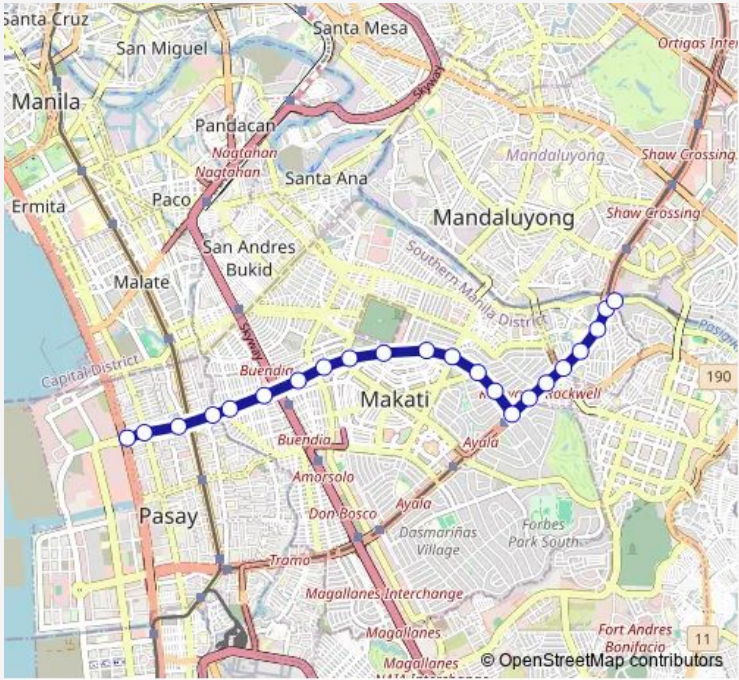 Santa Cruz
San Miguel
Santa Mesa
Ortigas Inter
Manila
Skyway
Pandacan
Nagtahan
Nagtahan
Mandaluyong
Shaw Crossing
Santa Ana
Paco
Ermita
Mandaluyong
Shaw Crossing
San Andres
Bukid
Malate
Southern Manila District
Skyway
Capital District
Buendia
190
Makati
Rockwell
Buendia
Ayala
Amorsolo
Ayala
Don Bosco
Pasay
Dasmariñas
Village
Forbes
Park South
Tramo
Magallanes Interchange
Magallanes
Fort Andres
Bonifacio
11
Magallanes
© OpenStreetMap contributors